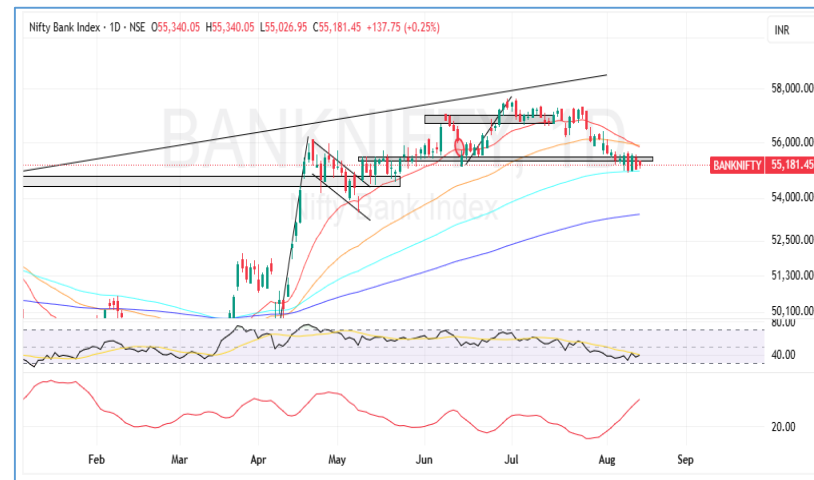 Nifty Bank Index · 1D · NSE O55,340.05 H55,340.05 L55,026.95 C55,181.45 +137.75 (+0.25%)
INR
BANKNIFTY, 1D
Nifty Bank Index
58,000.00
56,000.00
BANKNIFTY 55,181.45
54,000.00
52,500.00
51,300.00
50,100.00
80.00
40.00
20.00
Feb Mar Apr May Jun Jul Aug Sep